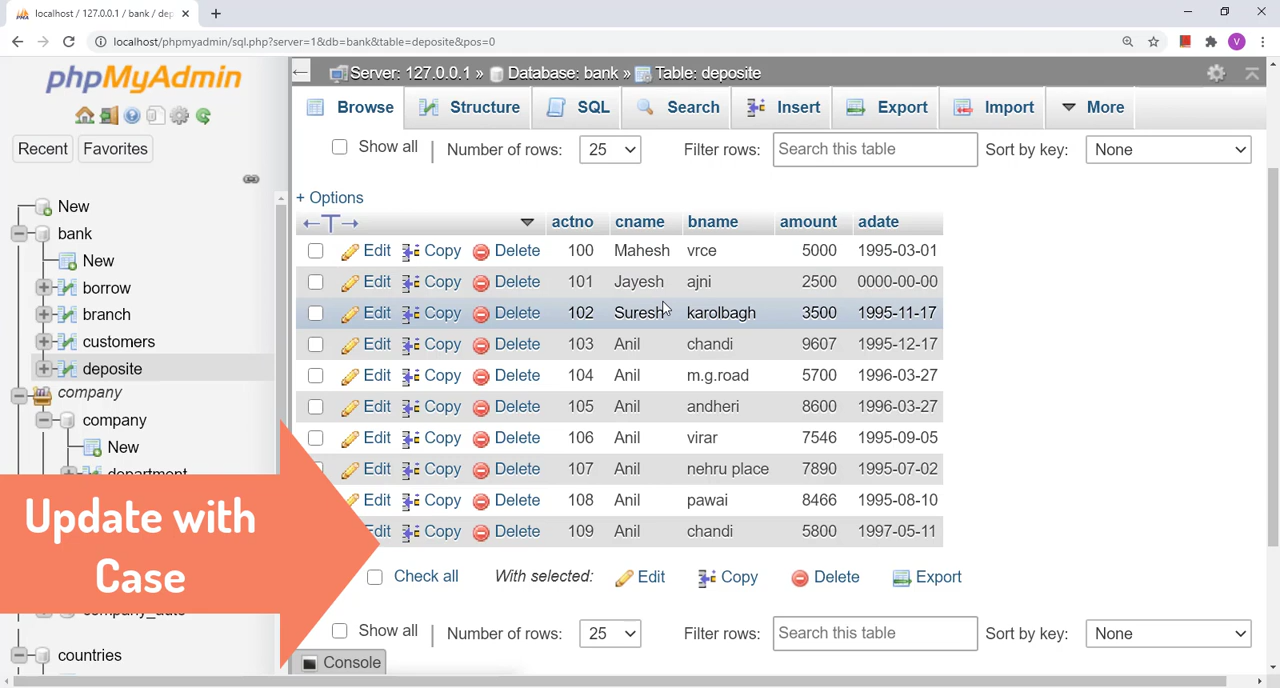 localhost / 127.0.0.1 / bank / dep
localhost/phpmyadmin/sql.php?server=1&db=bank&table=deposite&pos=0
V
phpMyAdmin
Recent
Favorites
New
bank
New
borrow
branch
customers
deposite
company
company
New
department
company_auto
countries
Server: 127.0.0.1 » Database: bank » Table: deposite
Browse Structure SQL Search Insert Export Import More
Show all Number of rows: 25 Filter rows: Search this table Sort by key: None
+ Options
actno cname bname amount adate
Edit Copy Delete 100 Mahesh vrce 5000 1995-03-01
Edit Copy Delete 101 Jayesh ajni 2500 0000-00-00
Edit Copy Delete 102 Suresh karolbagh 3500 1995-11-17
Edit Copy Delete 103 Anil chandi 9607 1995-12-17
Edit Copy Delete 104 Anil m.g.road 5700 1996-03-27
Edit Copy Delete 105 Anil andheri 8600 1996-03-27
Edit Copy Delete 106 Anil virar 7546 1995-09-05
Edit Copy Delete 107 Anil nehru place 7890 1995-07-02
Edit Copy Delete 108 Anil pawai 8466 1995-08-10
Edit Copy Delete 109 Anil chandi 5800 1997-05-11
Check all With selected: Edit Copy Delete Export
Show all Number of rows: 25 Filter rows: Search this table Sort by key: None
Console
Update with
Case